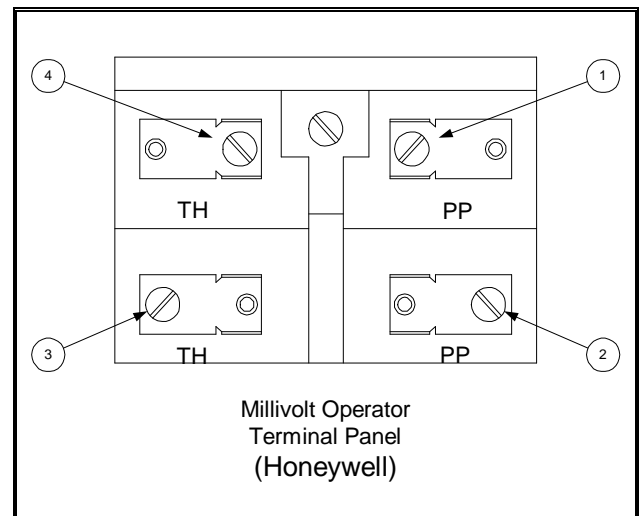 4
1
TH
PP
3
TH
PP
2
Millivolt Operator
Terminal Panel
(Honeywell)